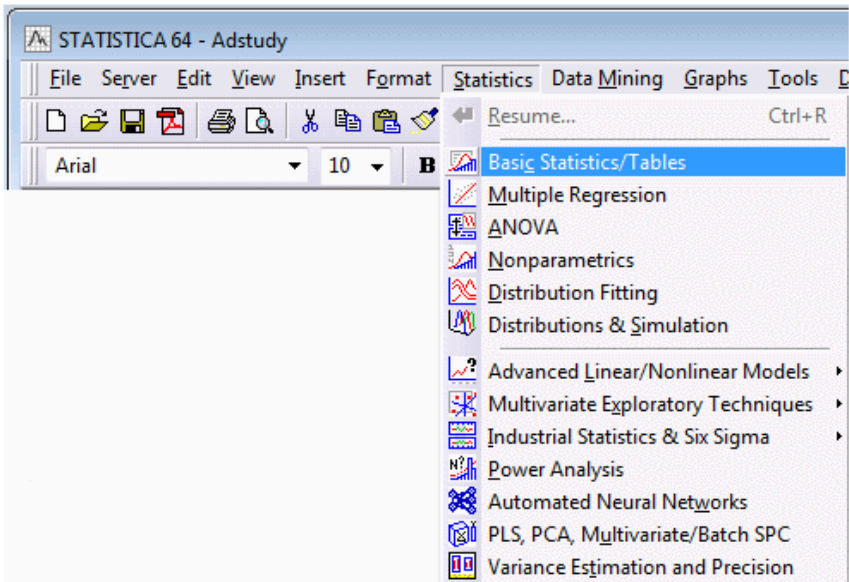 STATISTICA 64 - Adstudy
File Server Edit View Insert Format Statistics Data Mining Graphs Tools D
Resume... Ctrl+R
Arial 10 B
Basic Statistics/Tables
Multiple Regression
ANOVA
Nonparametrics
Distribution Fitting
Distributions & Simulation
Advanced Linear/Nonlinear Models
Multivariate Exploratory Techniques
Industrial Statistics & Six Sigma
Power Analysis
Automated Neural Networks
PLS, PCA, Multivariate/Batch SPC
Variance Estimation and Precision